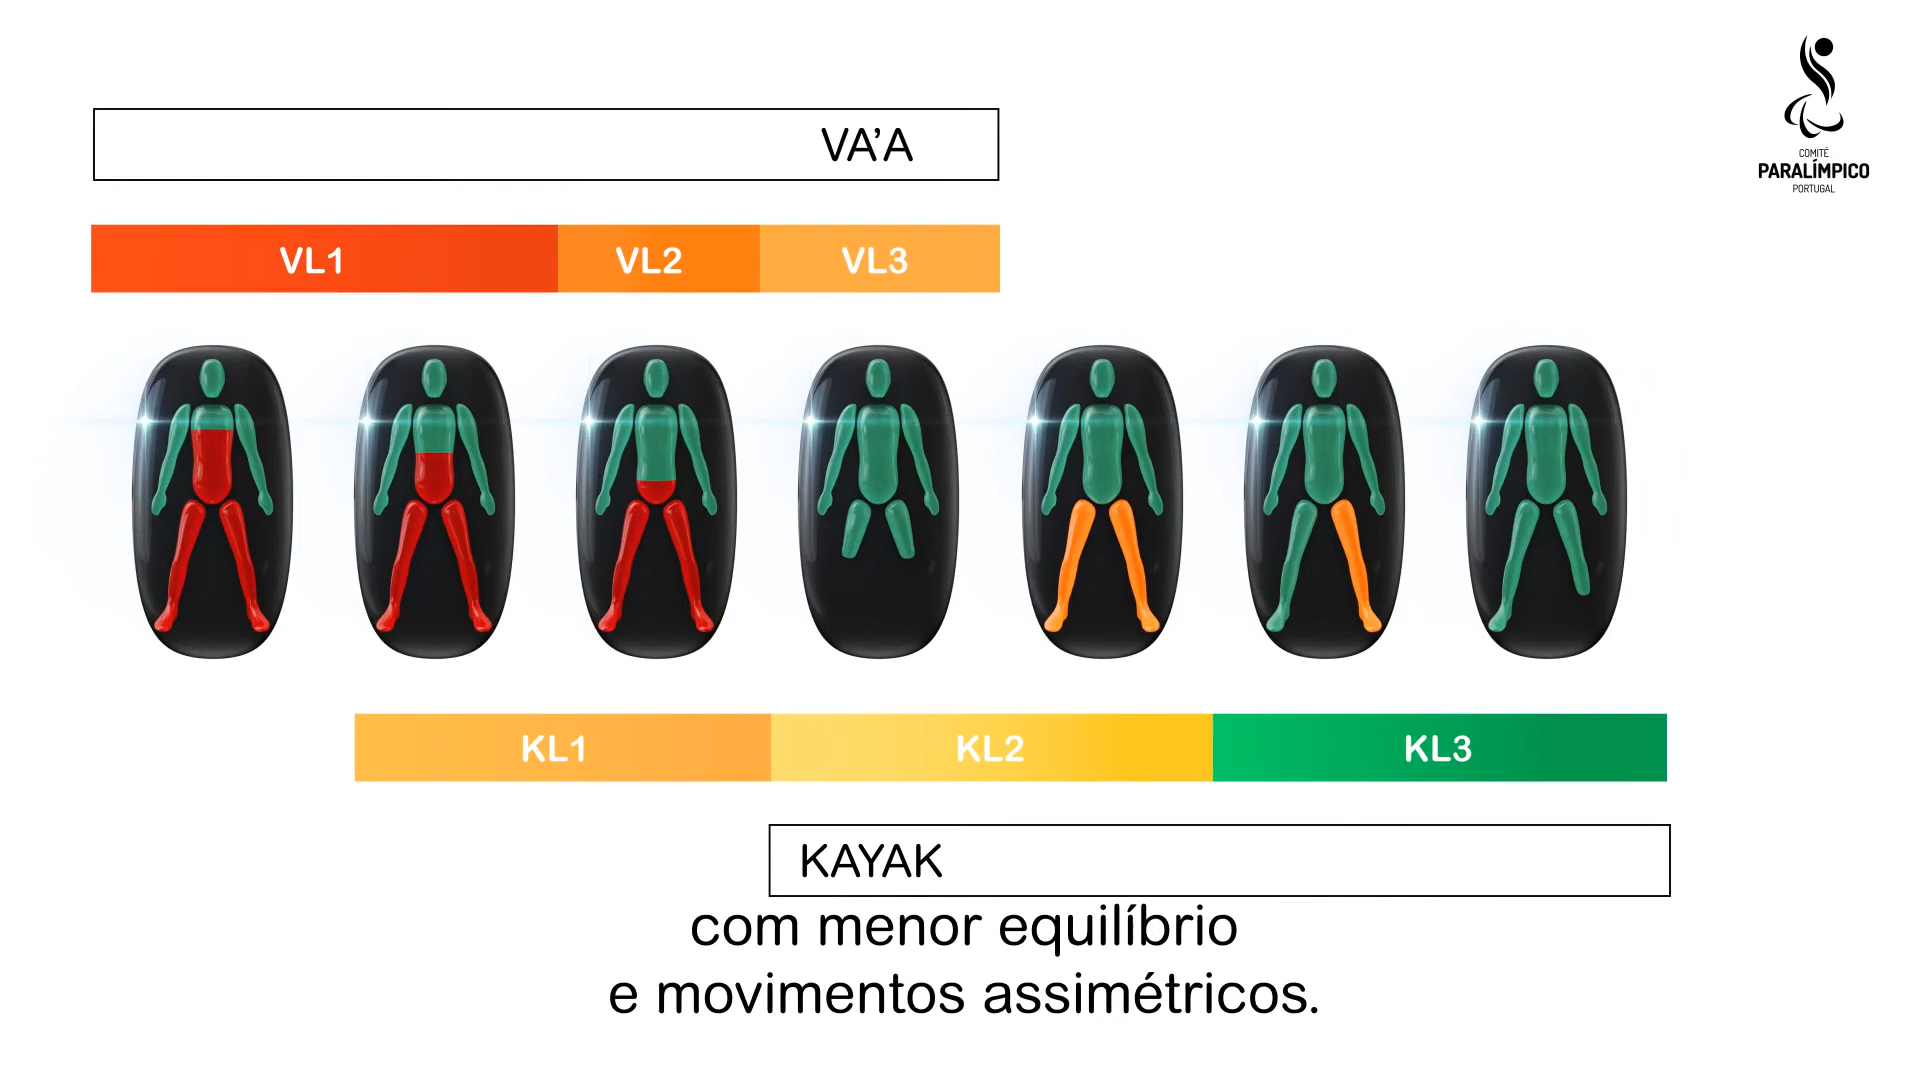 COMITÉ
PARALÍMPICO
PORTUGAL
VA’A
VL1 VL2 VL3
KL1 KL2 KL3
KAYAK
com menor equilíbrio
e movimentos assimétricos.